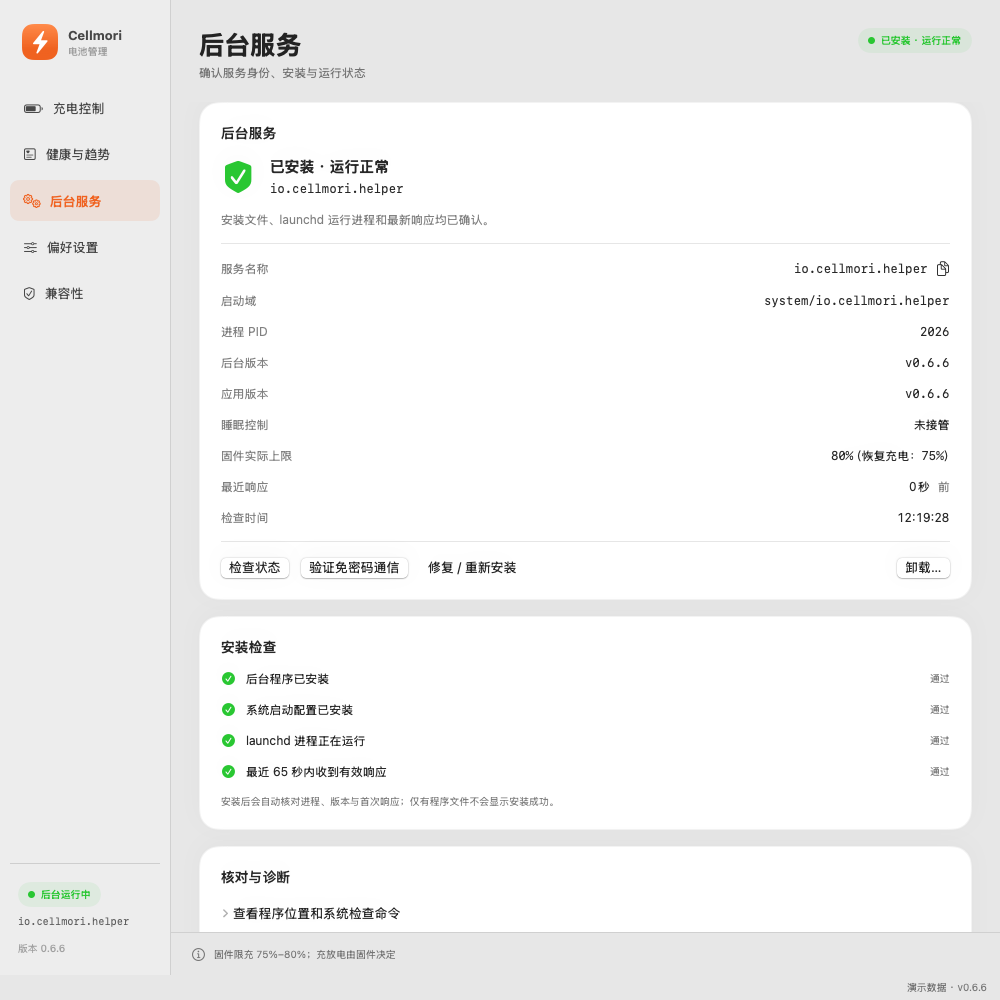 Cellmori
电池管理
充电控制
健康与趋势
后台服务
偏好设置
兼容性
后台运行中
io.cellmori.helper
版本 0.6.6
后台服务
确认服务身份、安装与运行状态
已安装 · 运行正常
后台服务
已安装 · 运行正常
io.cellmori.helper
安装文件、launchd 运行进程和最新响应均已确认。
服务名称 io.cellmori.helper
启动域 system/io.cellmori.helper
进程 PID 2026
后台版本 v0.6.6
应用版本 v0.6.6
睡眠控制 未接管
固件实际上限 80% (恢复充电：75%)
最近响应 0秒 前
检查时间 12:19:28
检查状态 验证免密码通信 修复 / 重新安装 卸载...
安装检查
后台程序已安装 通过
系统启动配置已安装 通过
launchd 进程正在运行 通过
最近 65 秒内收到有效响应 通过
安装后会自动核对进程、版本与首次响应；仅有程序文件不会显示安装成功。
核对与诊断
查看程序位置和系统检查命令
固件限充 75%–80%；充放电由固件决定
演示数据 · v0.6.6